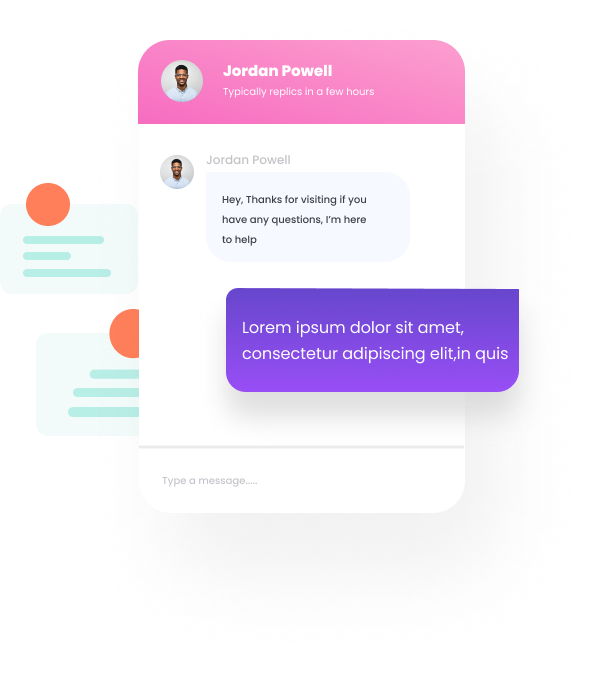 Jordan Powell
Typically replics in a few hours
Jordan Powell
Hey, Thanks for visiting if you
have any questions, I'm here
to help
Lorem ipsum dolor sit amet,
consectetur adipiscing elit,in quis
Type a message.....